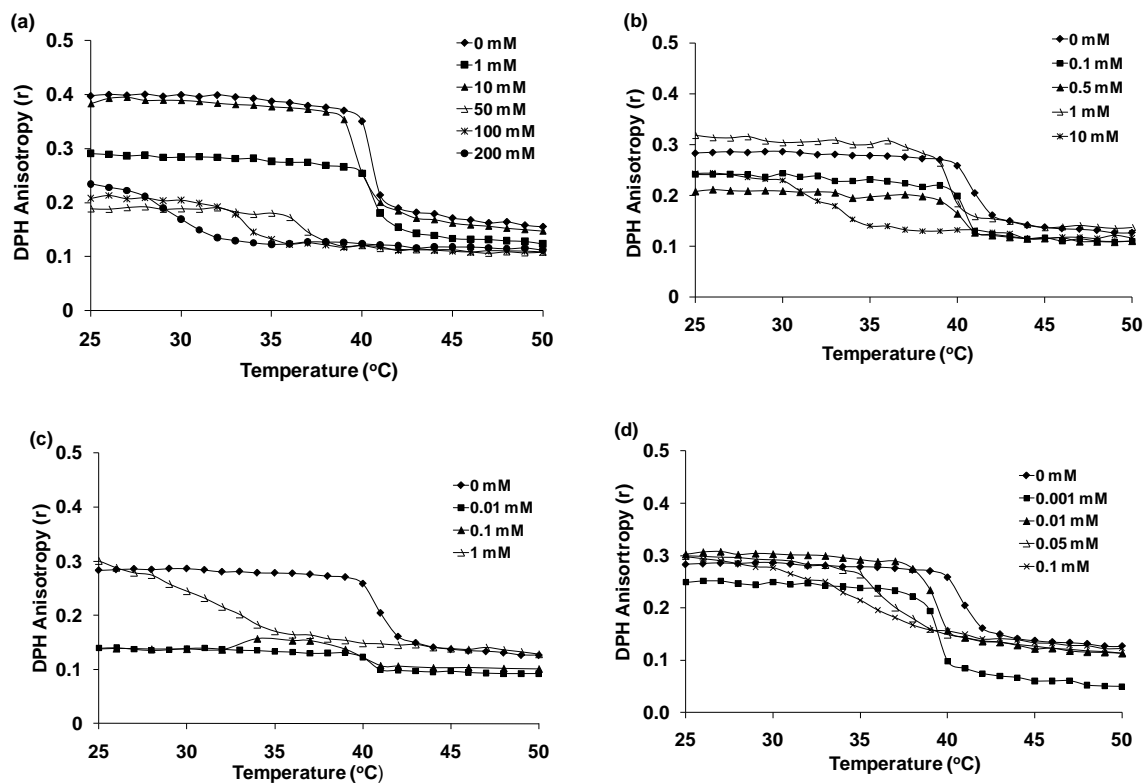 (a)
DPH Anisotropy (r)
0.5
0.4
0.3
0.2
0.1
0
25 30 35 40 45 50
Temperature (oC)
0 mM
1 mM
10 mM
50 mM
100 mM
200 mM
(b)
DPH Anisotropy (r)
0.5
0.4
0.3
0.2
0.1
0
25 30 35 40 45 50
Temperature (oC)
0 mM
0.1 mM
0.5 mM
1 mM
10 mM
(c)
DPH Anisotropy (r)
0.5
0.4
0.3
0.2
0.1
0
25 30 35 40 45 50
Temperature (oC)
0 mM
0.01 mM
0.1 mM
1 mM
(d)
DPH Anisortropy (r)
0.5
0.4
0.3
0.2
0.1
0.0
25 30 35 40 45 50
Temperature (oC)
0 mM
0.001 mM
0.01 mM
0.05 mM
0.1 mM